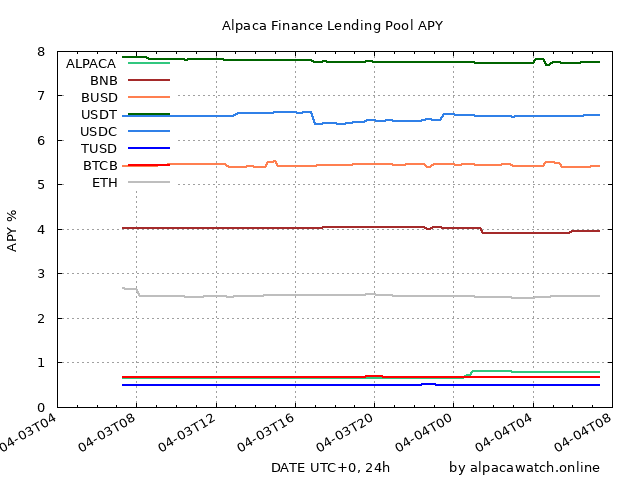 Alpaca Finance Lending Pool APY
APY %
8
7
6
5
4
3
2
1
0
ALPACA
BNB
BUSD
USDT
USDC
TUSD
BTCB
ETH
04-03T04
04-03T08
04-03T12
04-03T16
04-03T20
04-04T00
04-04T04
04-04T08
DATE UTC+0, 24h
by alpacawatch.online